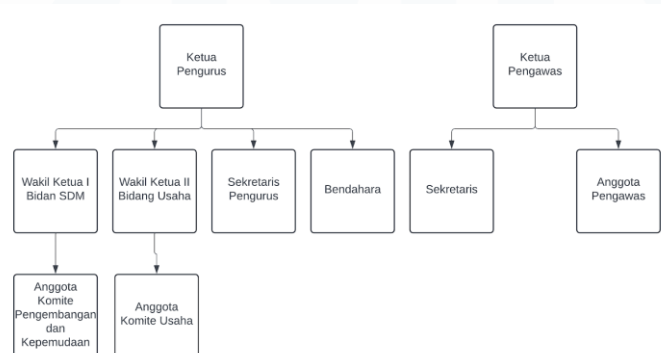 Ketua
Pengurus
Ketua
Pengawas
Wakil Ketua I
Bidan SDM
Wakil Ketua II
Bidang Usaha
Sekretaris
Pengurus
Bendahara
Sekretaris
Anggota
Pengawas
Anggota
Komite
Pengembangan
dan
Kepemudaan
Anggota
Komite Usaha